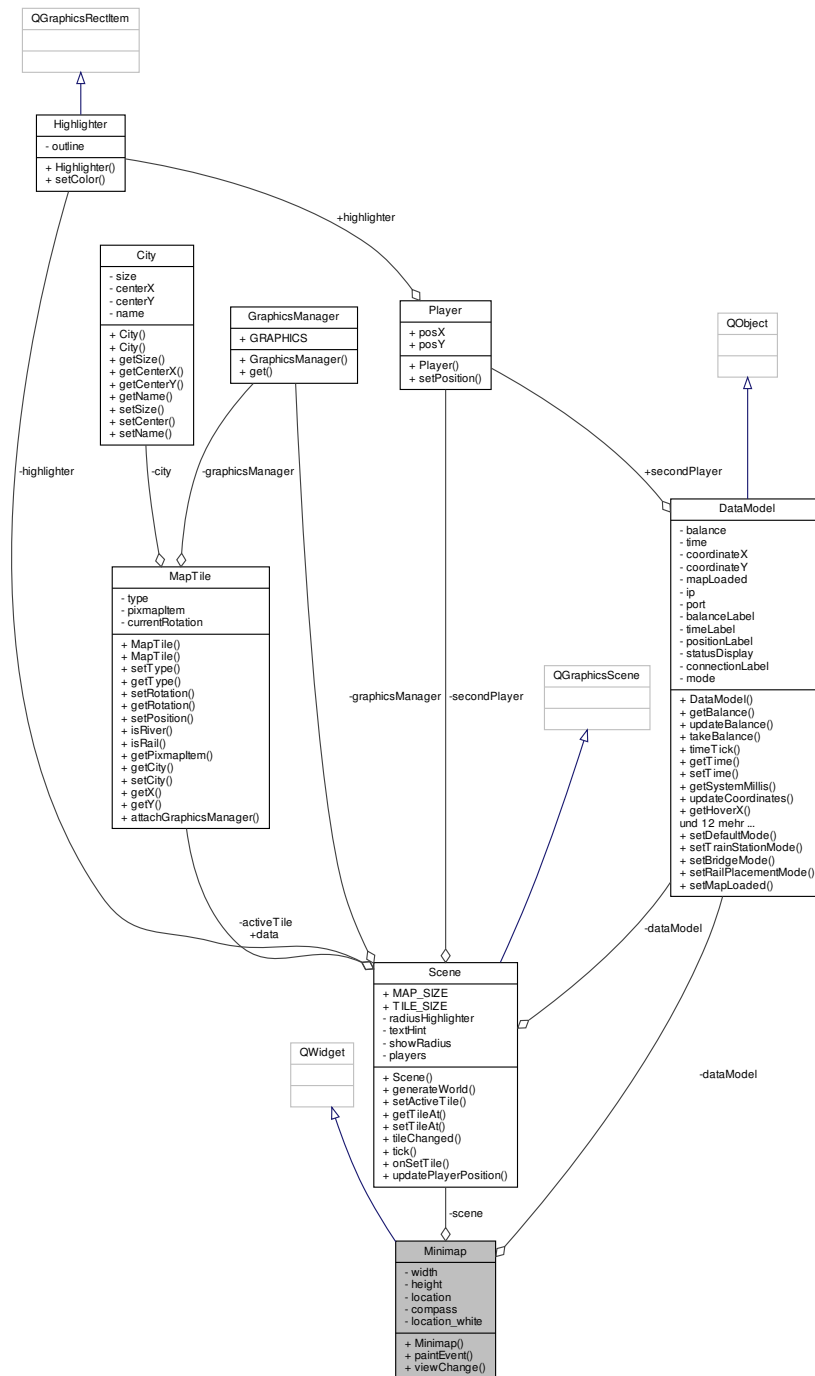 QGraphicsRectItem
Highlighter
- outline
+ Highlighter()
+ setColor()
+highlighter
City
- size
- centerX
- centerY
- name
+ City()
+ City()
+ getSize()
+ getCenterX()
+ getCenterY()
+ getName()
+ setSize()
+ setCenter()
+ setName()
GraphicsManager
+ GRAPHICS
+ GraphicsManager()
+ get()
Player
+ posX
+ posY
+ Player()
+ setPosition()
QObject
-highlighter
-city
-graphicsManager
+secondPlayer
DataModel
- balance
- time
- coordinateX
- coordinateY
- mapLoaded
- ip
- port
- balanceLabel
- timeLabel
- positionLabel
- statusDisplay
- connectionLabel
- mode
+ DataModel()
+ getBalance()
+ updateBalance()
+ takeBalance()
+ timeTick()
+ getTime()
+ setTime()
+ getSystemMillis()
+ updateCoordinates()
+ getHoverX()
und 12 mehr ...
+ setDefaultMode()
+ setTrainStationMode()
+ setBridgeMode()
+ setRailPlacementMode()
+ setMapLoaded()
MapTile
- type
- pixmapItem
- currentRotation
+ MapTile()
+ MapTile()
+ setType()
+ getType()
+ setRotation()
+ getRotation()
+ setPosition()
+ isRiver()
+ isRail()
+ getPixmapItem()
+ getCity()
+ setCity()
+ getX()
+ getY()
+ attachGraphicsManager()
-graphicsManager
-secondPlayer
QGraphicsScene
-activeTile
+data
-dataModel
Scene
+ MAP_SIZE
+ TILE_SIZE
- radiusHighlighter
- textHint
- showRadius
- players
+ Scene()
+ generateWorld()
+ setActiveTile()
+ getTileAt()
+ setTileAt()
+ tileChanged()
+ tick()
+ onSetTile()
+ updatePlayerPosition()
QWidget
-dataModel
-scene
Minimap
- width
- height
- location
- compass
- location_white
+ Minimap()
+ paintEvent()
+ viewChange()